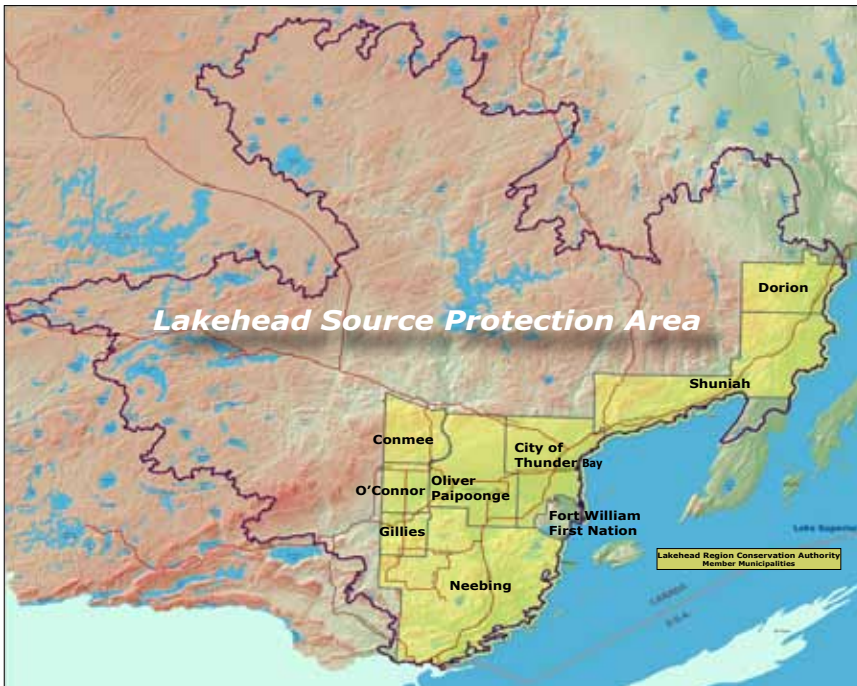 Dorion
Lakehead Source Protection Area
Shuniah
Conmee
City of
Thunder Bay
O'Connor
Oliver
Paipoonge
Fort William
First Nation
Gillies
Lake Superior
Lakehead Region Conservation Authority
Member Municipalities
Neebing
CANADA
U.S.A.